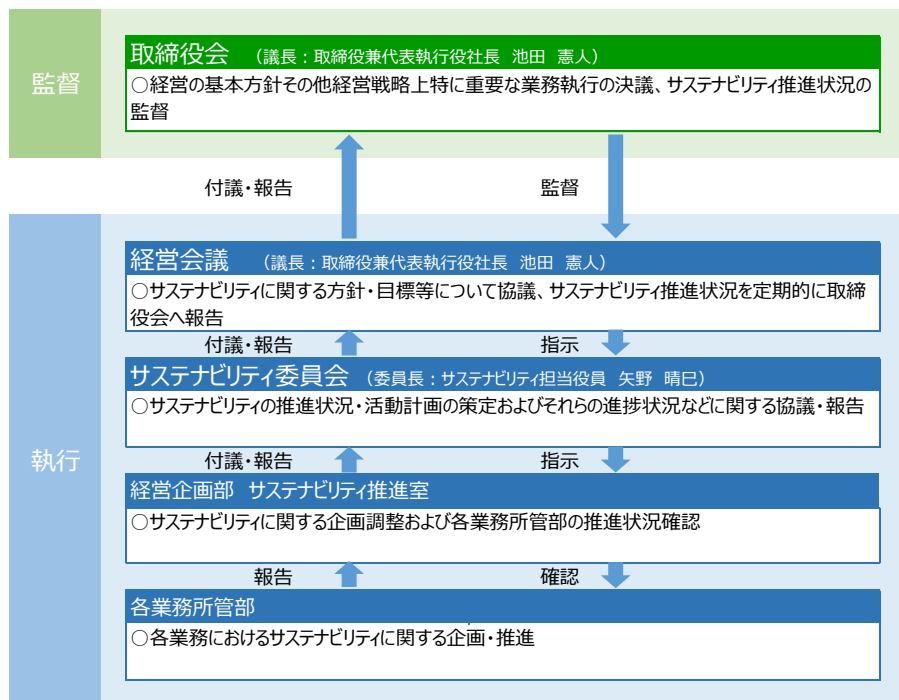 監督
取締役会 （議長：取締役兼代表執行役社長 池田 憲人）
○経営の基本方針その他経営戦略上特に重要な業務執行の決議、サステナビリティ推進状況の
監督
付議・報告 監督
執行
経営会議 （議長：取締役兼代表執行役社長 池田 憲人）
○サステナビリティに関する方針・目標等について協議、サステナビリティ推進状況を定期的に取締
役会へ報告
付議・報告 指示
サステナビリティ委員会 （委員長：サステナビリティ担当役員 矢野 晴巳）
○サステナビリティの推進状況・活動計画の策定およびそれらの進捗状況などに関する協議・報告
付議・報告 指示
経営企画部 サステナビリティ推進室
○サステナビリティに関する企画調整および各業務所管部の推進状況確認
報告 確認
各業務所管部
○各業務におけるサステナビリティに関する企画・推進